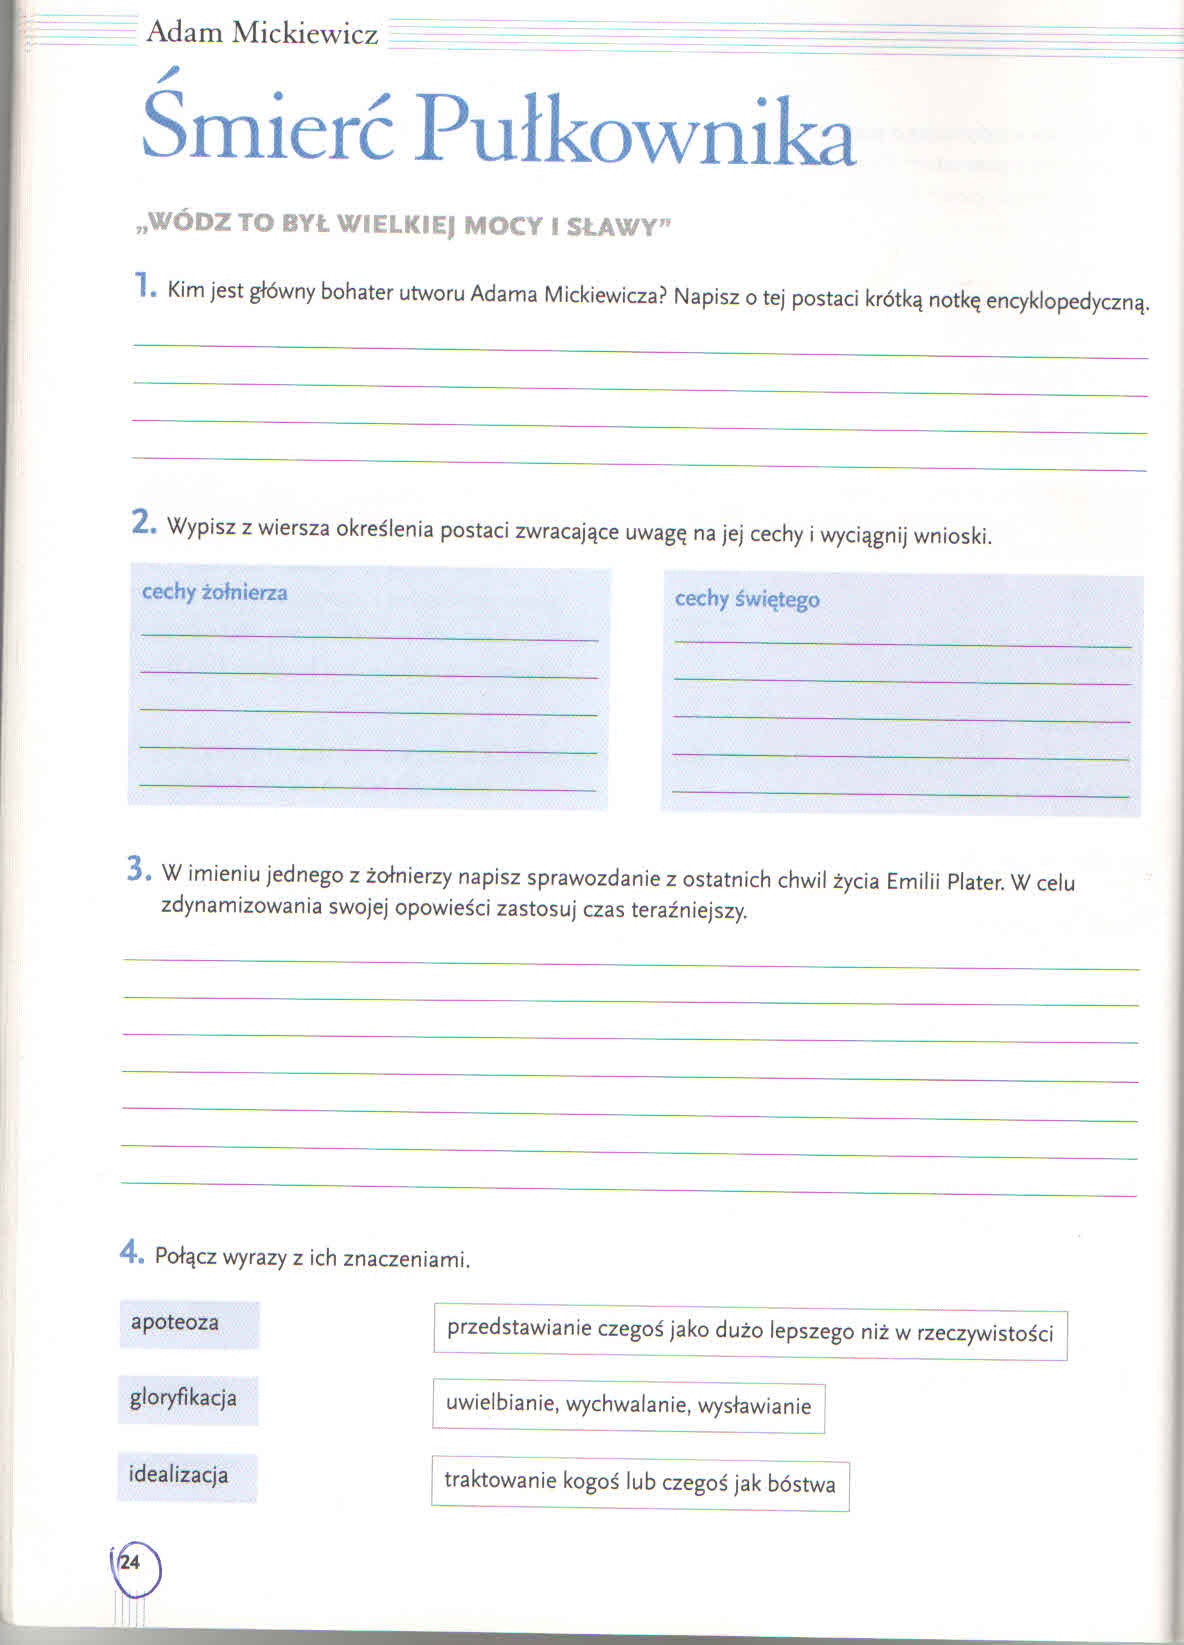 Adam Mickiewicz
Śmierć Pułkownika
„WÓDZ TO BYŁ WIELKIEJ MOCY I SŁAWY”
1. Kim jest główny bohater utworu Adama Mickiewicza? Napisz o tej postaci krótką notkę encyklopedyczną.
2. Wypisz z wiersza określenia postaci zwracające uwagę na jej cechy i wyciągnij wnioski.
cechy żołnierza
cechy świętego
3. W imieniu jednego z żołnierzy napisz sprawozdanie z ostatnich chwil życia Emilii Plater. W celu
zdynamizowania swojej opowieści zastosuj czas teraźniejszy.
4. Połącz wyrazy z ich znaczeniami.
apoteoza
przedstawianie czegoś jako dużo lepszego niż w rzeczywistości
gloryfikacja
uwielbianie, wychwalanie, wysławianie
idealizacja
traktowanie kogoś lub czegoś jak bóstwa
24